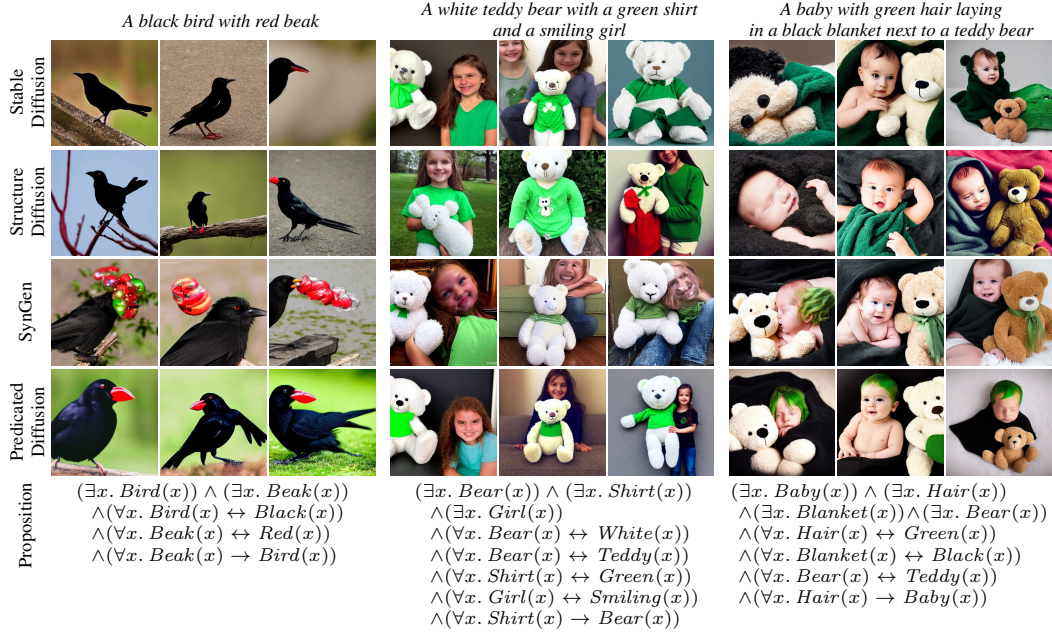 A black bird with red beak
A white teddy bear with a green shirt
and a smiling girl
A baby with green hair laying
in a black blanket next to a teddy bear
Stable
Diffusion
Structure
Diffusion
SynGen
Predicated
Diffusion
Proposition
(∃x. Bird(x)) ∧ (∃x. Beak(x))
∧(∀x. Bird(x) ↔ Black(x))
∧(∀x. Beak(x) ↔ Red(x))
∧(∀x. Beak(x) → Bird(x))
(∃x. Bear(x)) ∧ (∃x. Shirt(x))
∧(∃x. Girl(x))
∧(∀x. Bear(x) ↔ White(x))
∧(∀x. Bear(x) ↔ Teddy(x))
∧(∀x. Shirt(x) ↔ Green(x))
∧(∀x. Girl(x) ↔ Smiling(x))
∧(∀x. Shirt(x) → Bear(x))
(∃x. Baby(x)) ∧ (∃x. Hair(x))
∧(∃x. Blanket(x))∧(∃x. Bear(x))
∧(∀x. Hair(x) ↔ Green(x))
∧(∀x. Blanket(x) ↔ Black(x))
∧(∀x. Bear(x) ↔ Teddy(x))
∧(∀x. Hair(x) → Baby(x))